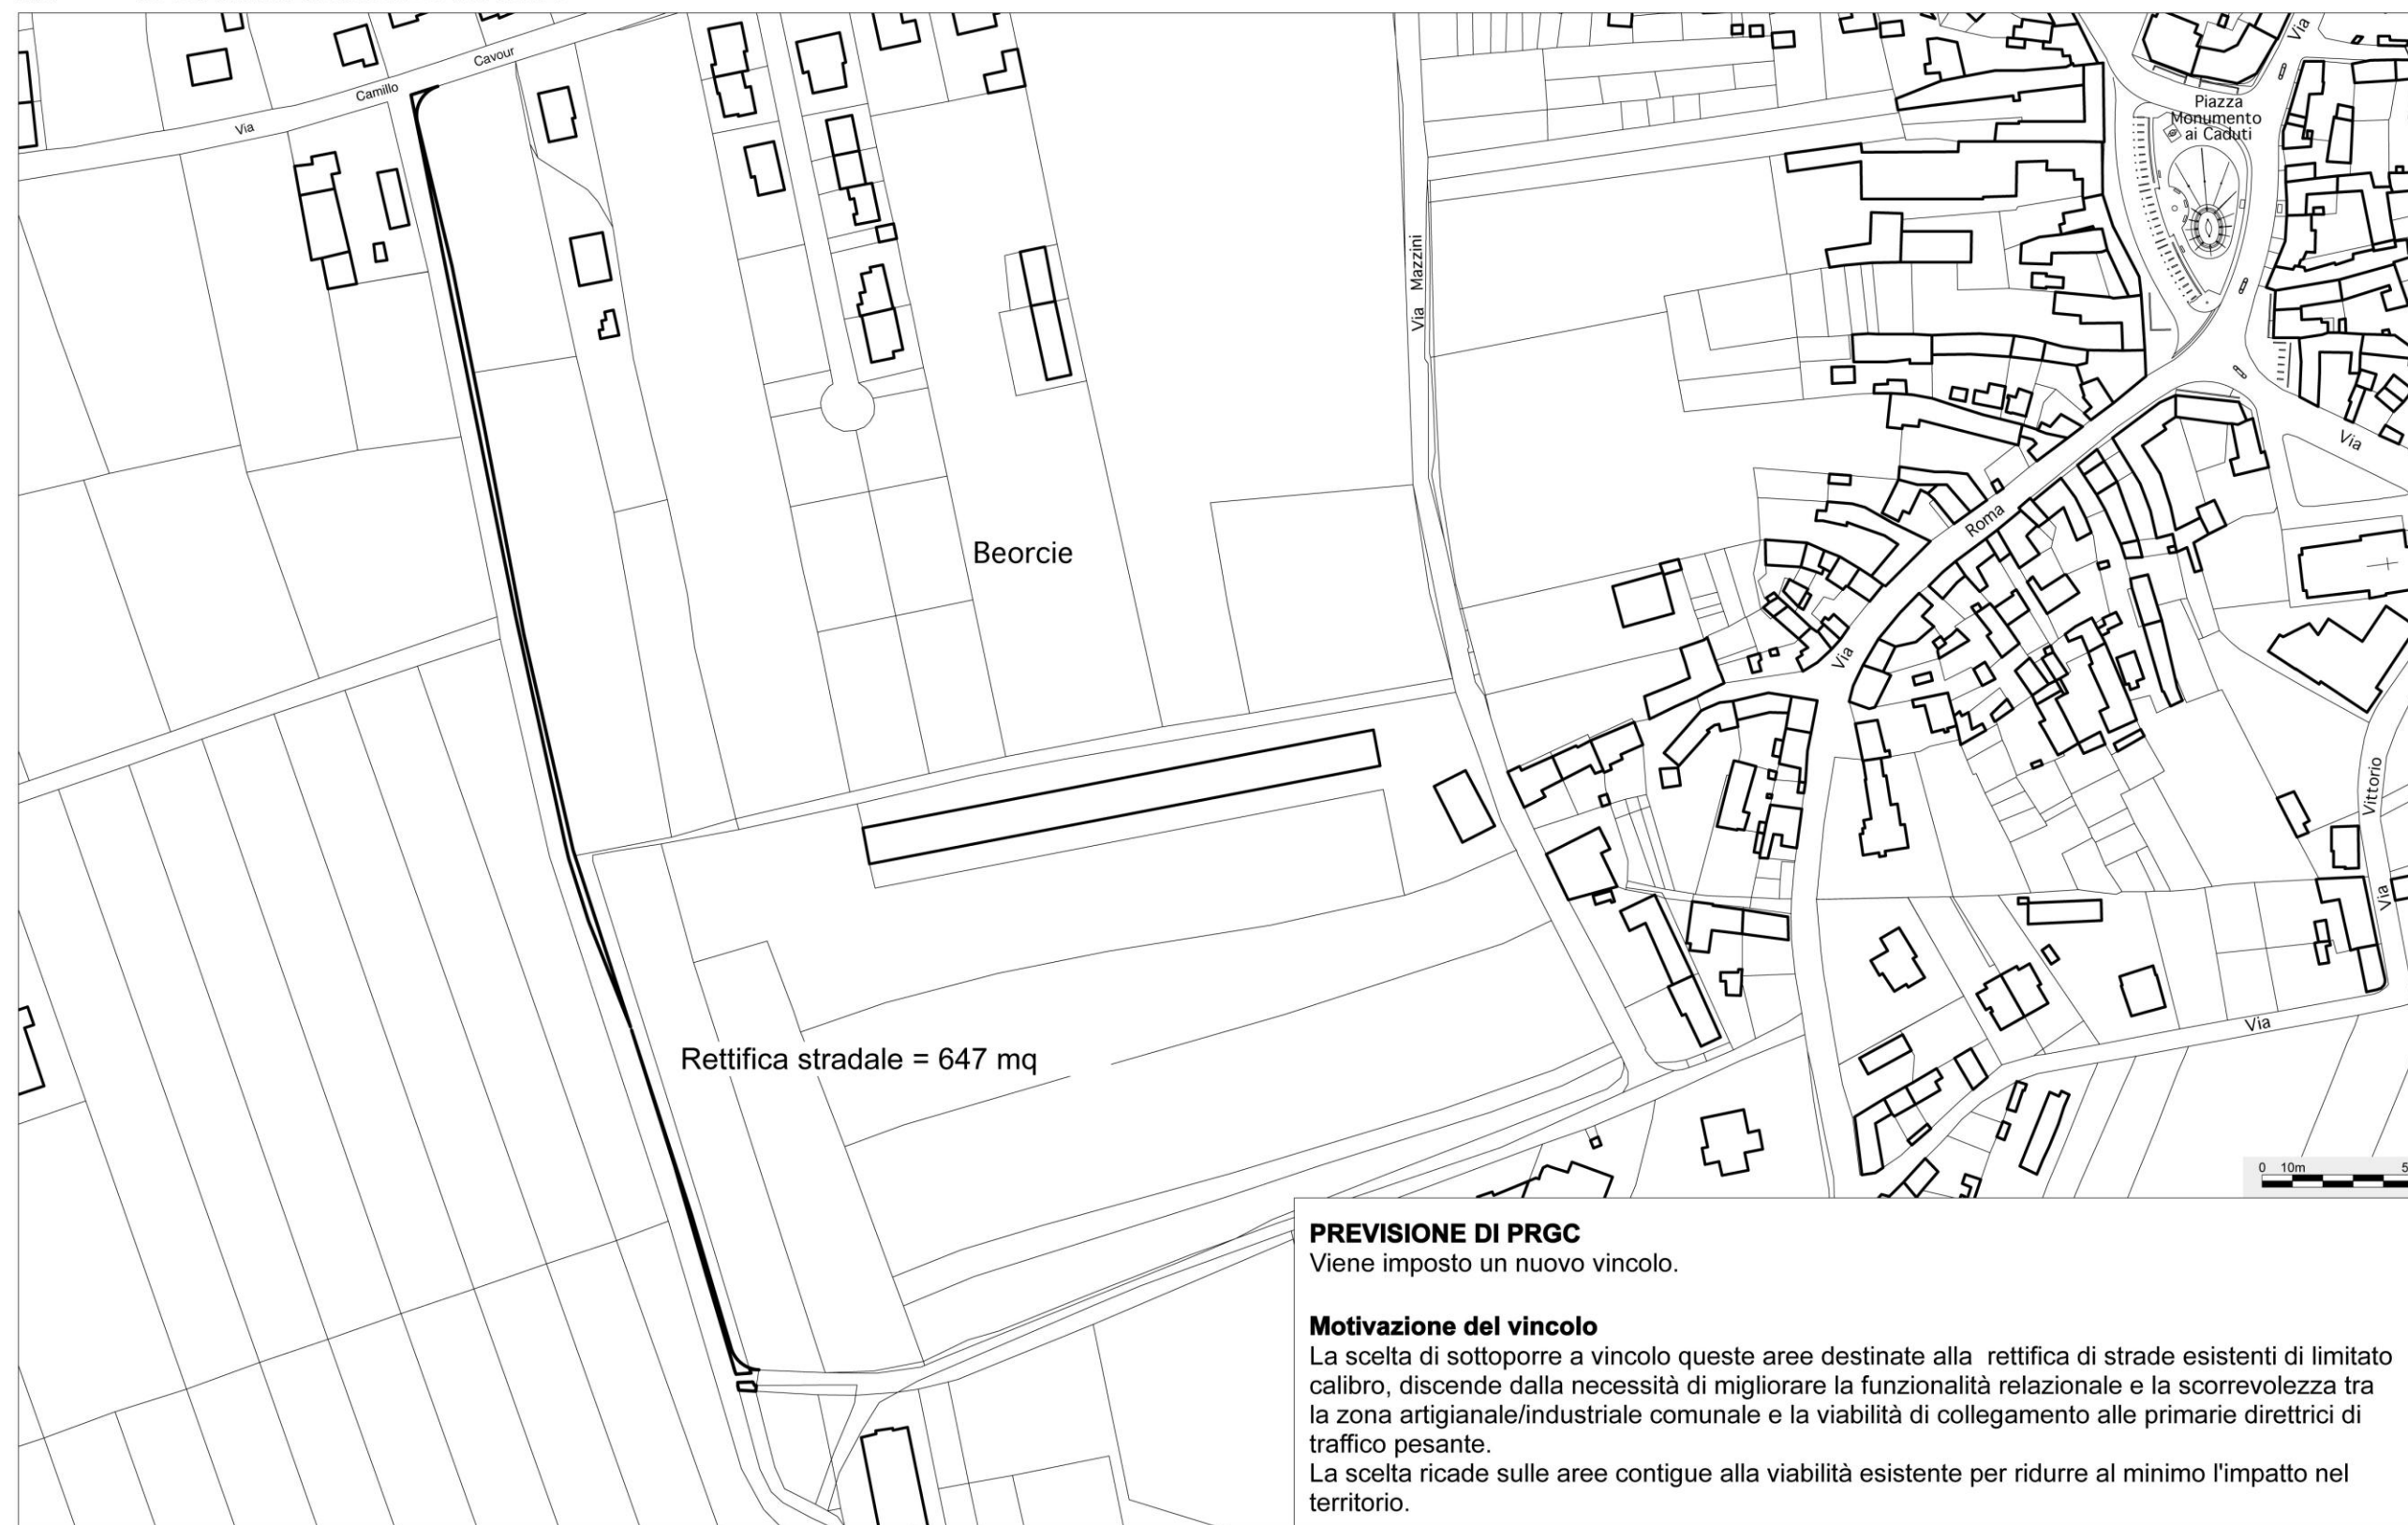 Via
Camillo
Cavour
Via
Piazza
Monumento
ai Caduti
Via Mazzini
Via
Beorcie
Roma
Via
Vittorio
Via
Via
Rettifica stradale = 647 mq
0 10m 5
PREVISIONE DI PRGC
Viene imposto un nuovo vincolo.
Motivazione del vincolo
La scelta di sottoporre a vincolo queste aree destinate alla rettifica di strade esistenti di limitato
calibro, discende dalla necessità di migliorare la funzionalità relazionale e la scorrevolezza tra
la zona artigianale/industriale comunale e la viabilità di collegamento alle primarie direttrici di
traffico pesante.
La scelta ricade sulle aree contigue alla viabilità esistente per ridurre al minimo l'impatto nel
territorio.